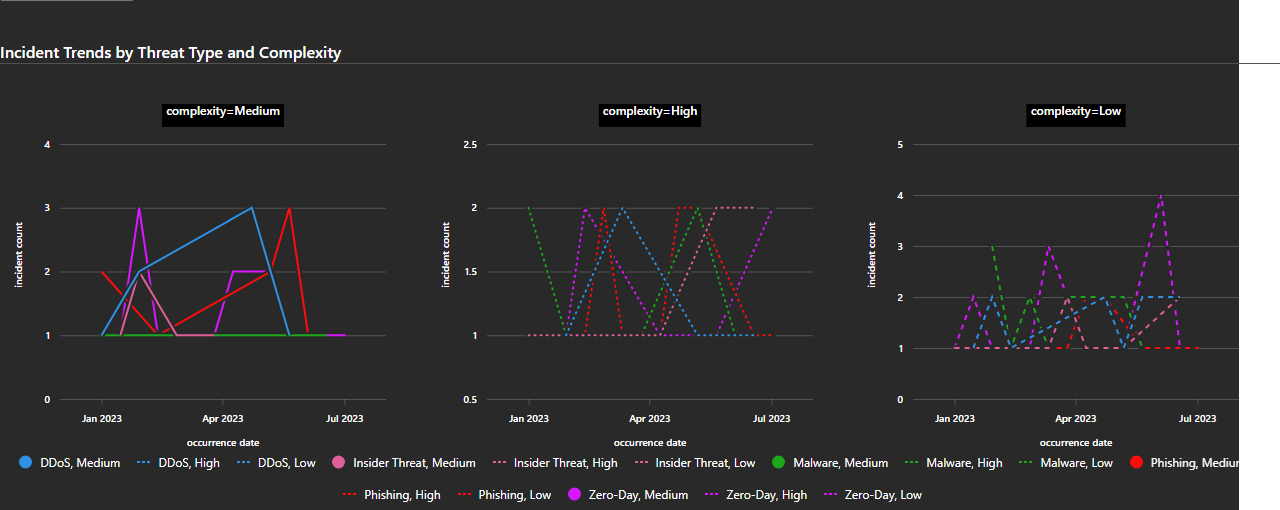 Incident Trends by Threat Type and Complexity
complexity=Medium
complexity=High
complexity=Low
4
3
2
1
0
incident count
Jan 2023
Apr 2023
Jul 2023
occurrence date
2.5
2
1.5
1
0.5
incident count
Jan 2023
Apr 2023
Jul 2023
occurrence date
5
4
3
2
1
0
incident count
Jan 2023
Apr 2023
Jul 2023
occurrence date
DDoS, Medium DDoS, High DDoS, Low Insider Threat, Medium Insider Threat, High Insider Threat, Low Malware, Medium Malware, High Malware, Low Phishing, Mediur
Phishing, High Phishing, Low Zero-Day, Medium Zero-Day, High Zero-Day, Low